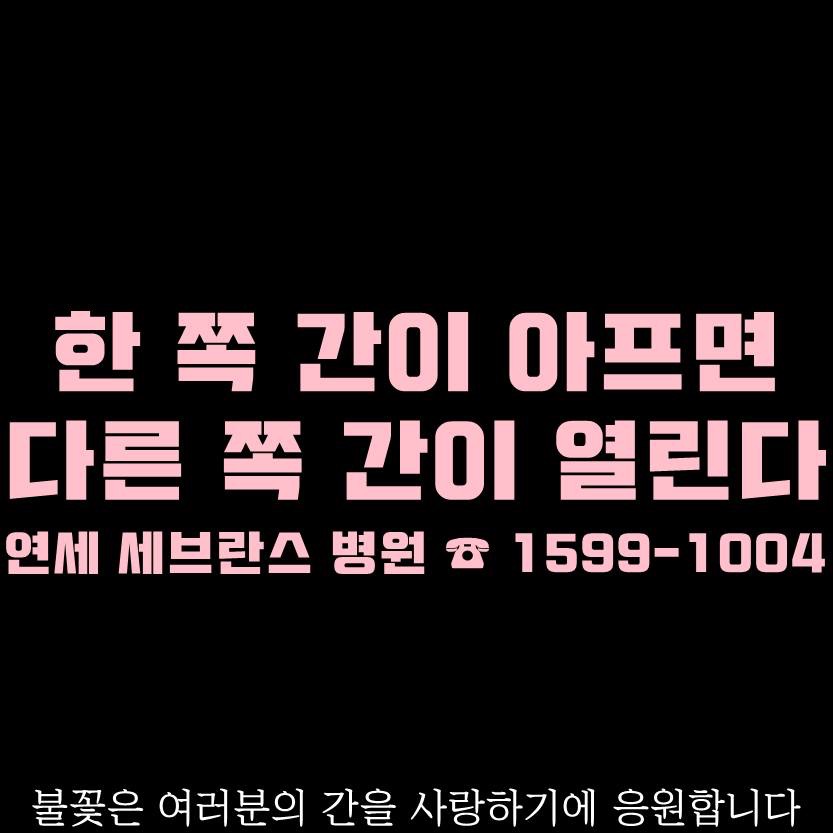 한 쪽 간이 아프면
다른 쪽 간이 열린다
연세 세브란스 병원 ☎ 1599-1004
불꽃은 여러분의 간을 사랑하기에 응원합니다